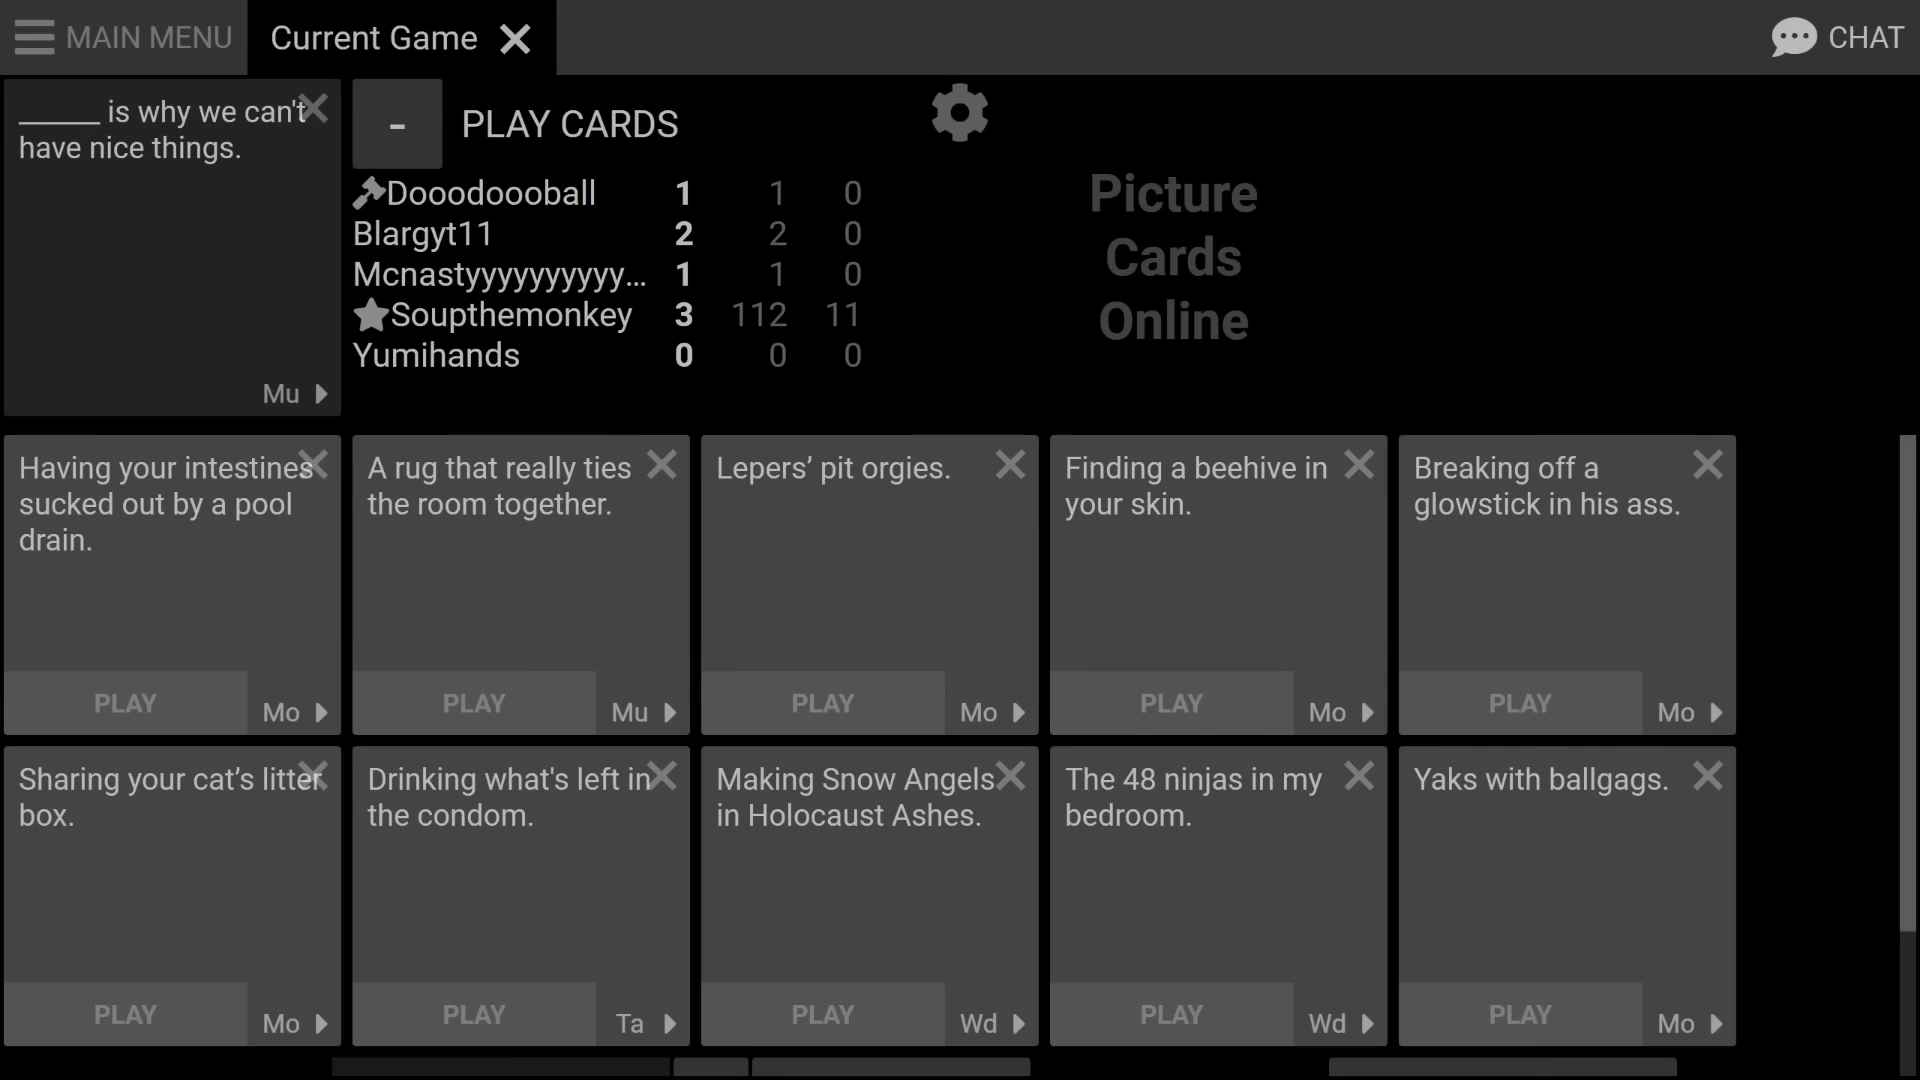 MAIN MENU
Current Game
CHAT
______ is why we can't
have nice things.
Mu
-
PLAY CARDS
Dooodoooball 1 1 0
Blargyt11 2 2 0
Mcnastyyyyyyyyyy... 1 1 0
Soupthemonkey 3 112 11
Yumihands 0 0 0
Picture
Cards
Online
Having your intestines
sucked out by a pool
drain.
PLAY
Mo
A rug that really ties
the room together.
PLAY
Mu
Lepers’ pit orgies.
PLAY
Mo
Finding a beehive in
your skin.
PLAY
Mo
Breaking off a
glowstick in his ass.
PLAY
Mo
Sharing your cat’s litter
box.
PLAY
Mo
Drinking what's left in
the condom.
PLAY
Ta
Making Snow Angels
in Holocaust Ashes.
PLAY
Wd
The 48 ninjas in my
bedroom.
PLAY
Wd
Yaks with ballgags.
PLAY
Mo